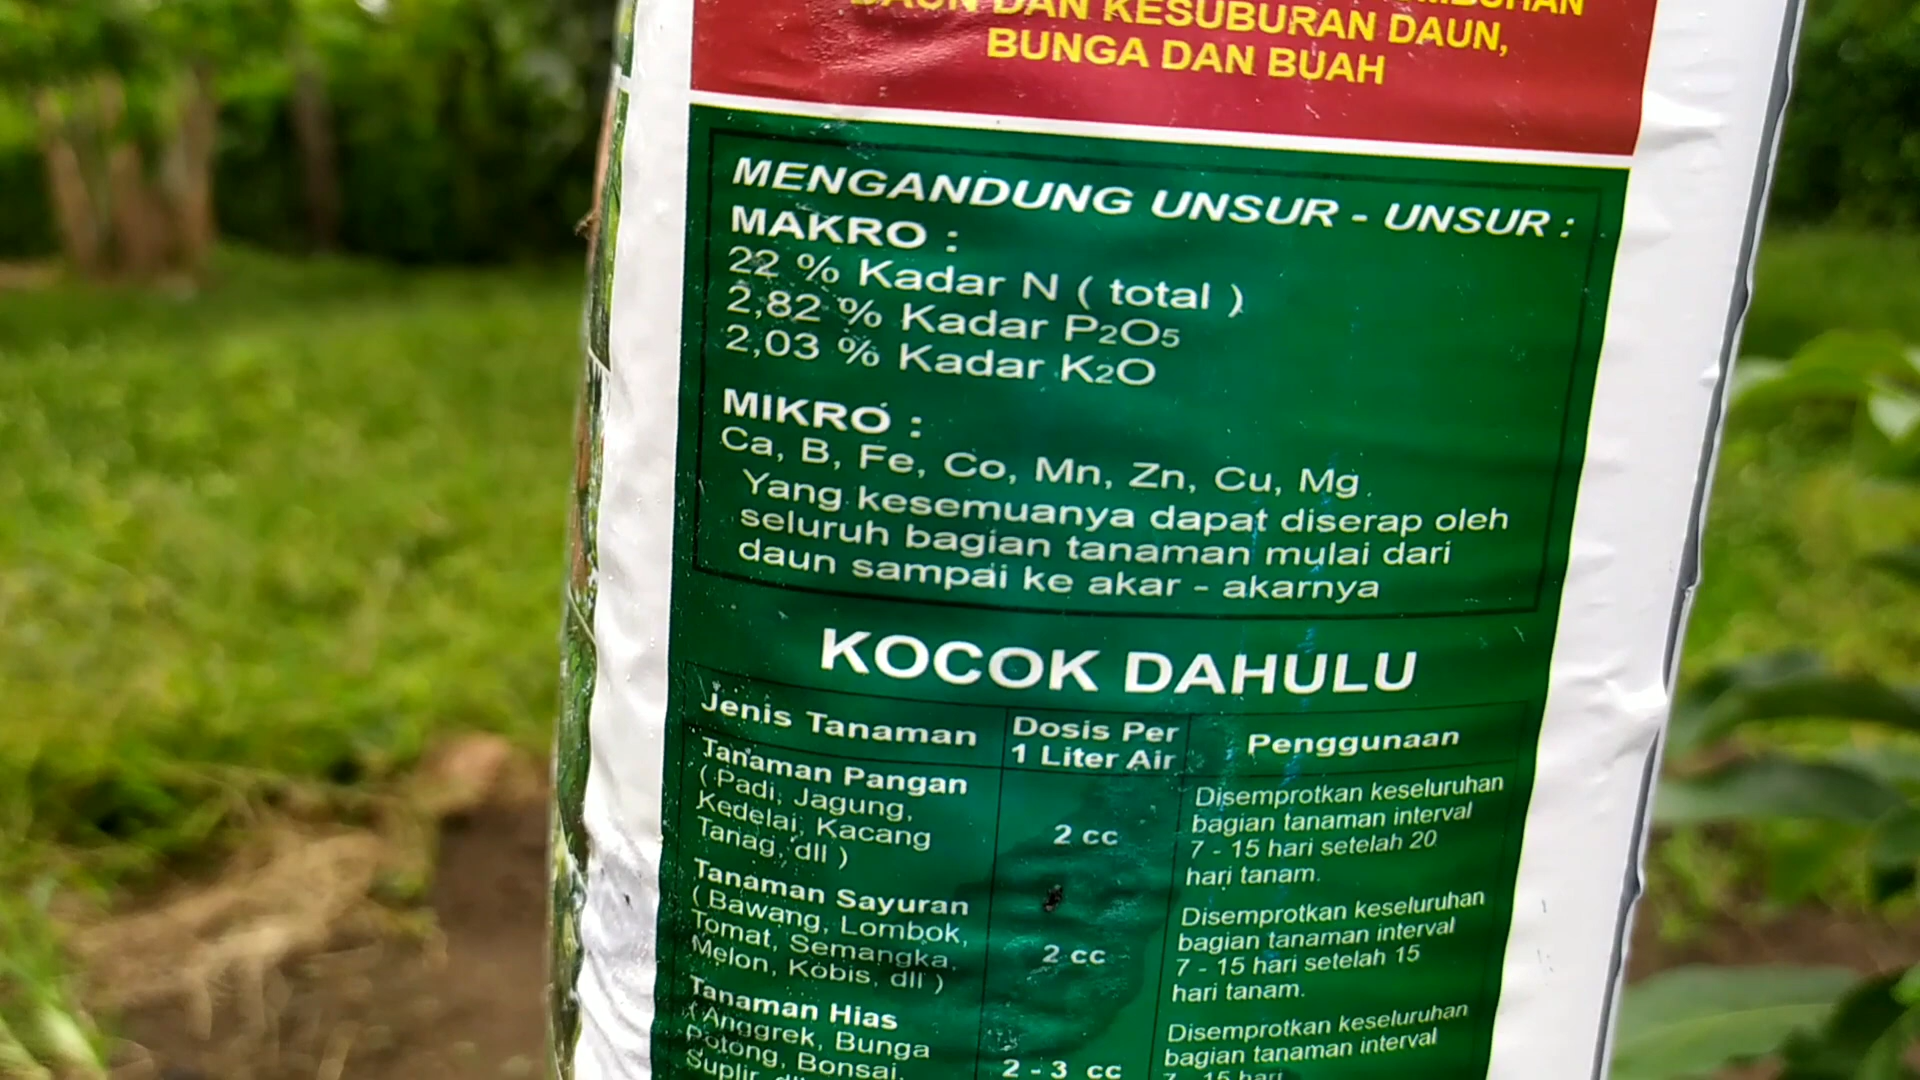 DAUN DAN KESUBURAN DAUN,
BUNGA DAN BUAH
MENGANDUNG UNSUR - UNSUR :
MAKRO :
22 % Kadar N ( total )
2,82 % Kadar P2O5
2,03 % Kadar K2O
MIKRO :
Ca, B, Fe, Co, Mn, Zn, Cu, Mg.
Yang kesemuanya dapat diserap oleh
seluruh bagian tanaman mulai dari
daun sampai ke akar - akarnya
KOCOK DAHULU
Jenis Tanaman
Dosis Per
1 Liter Air
Penggunaan
Tanaman Pangan
( Padi, Jagung,
Kedelai, Kacang
Tanag, dll )
2 cc
Disemprotkan keseluruhan
bagian tanaman interval
7 - 15 hari setelah 20
hari tanam.
Tanaman Sayuran
( Bawang, Lombok,
Tomat, Semangka,
Melon, Kobis, dll )
2 cc
Disemprotkan keseluruhan
bagian tanaman interval
7 - 15 hari setelah 15
hari tanam.
Tanaman Hias
( Anggrek, Bunga
Potong, Bonsai,
Suplir,
2 - 3 cc
Disemprotkan keseluruhan
bagian tanaman interval
7 - 15 hari